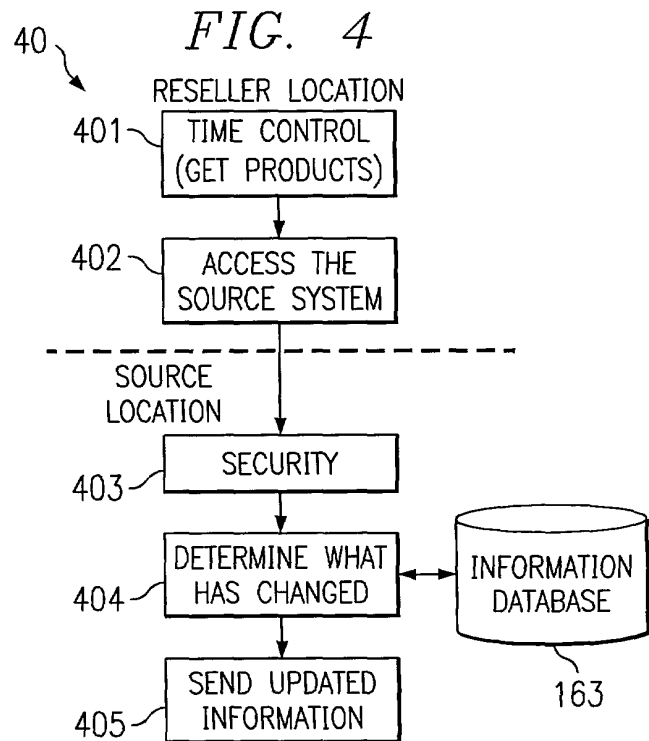 FIG. 4
40
RESELLER LOCATION
401
TIME CONTROL
(GET PRODUCTS)
402
ACCESS THE
SOURCE SYSTEM
SOURCE
LOCATION
403
SECURITY
404
DETERMINE WHAT
HAS CHANGED
INFORMATION
DATABASE
163
405
SEND UPDATED
INFORMATION